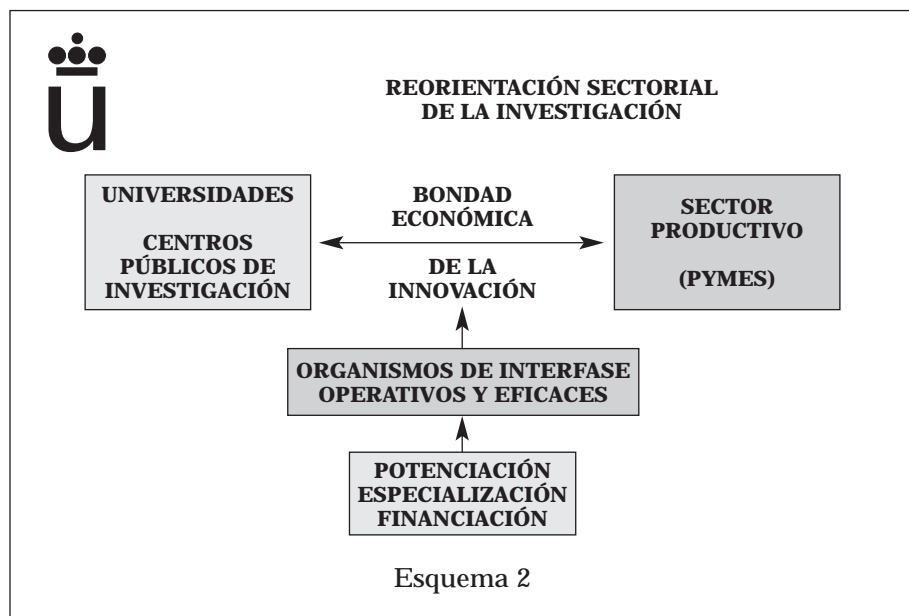 u
REORIENTACIÓN SECTORIAL
DE LA INVESTIGACIÓN
UNIVERSIDADES
CENTROS
PÚBLICOS DE
INVESTIGACIÓN
BONDAD
ECONÓMICA
DE LA
INNOVACIÓN
SECTOR
PRODUCTIVO
(PYMES)
ORGANISMOS DE INTERFASE
OPERATIVOS Y EFICACES
POTENCIACIÓN
ESPECIALIZACIÓN
FINANCIACIÓN
Esquema 2